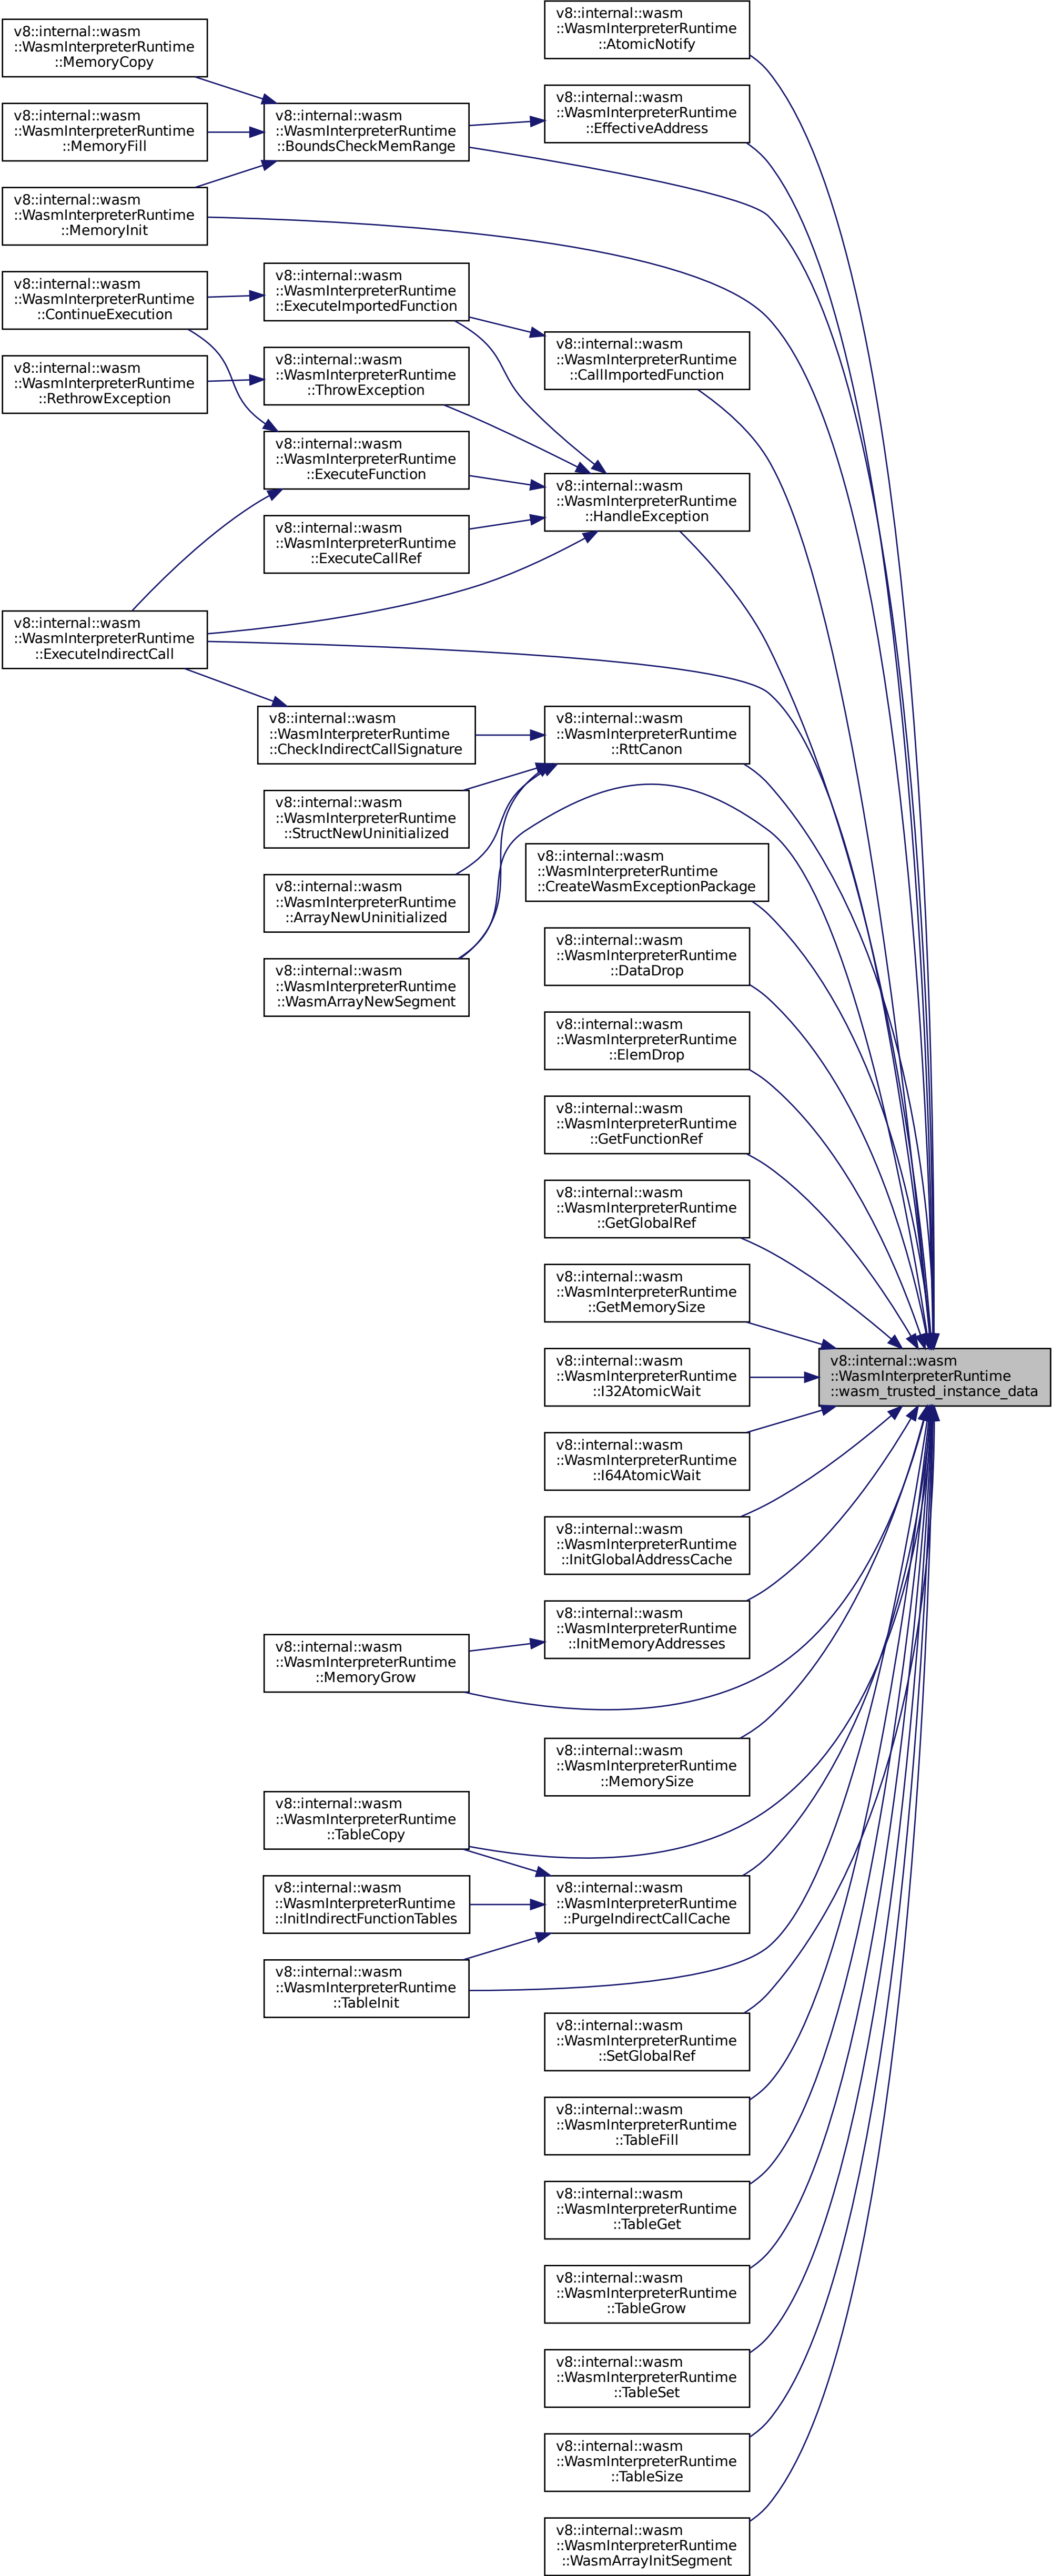 v8::internal::wasm
::WasmInterpreterRuntime
::MemoryCopy
v8::internal::wasm
::WasmInterpreterRuntime
::MemoryFill
v8::internal::wasm
::WasmInterpreterRuntime
::MemoryInit
v8::internal::wasm
::WasmInterpreterRuntime
::ContinueExecution
v8::internal::wasm
::WasmInterpreterRuntime
::RethrowException
v8::internal::wasm
::WasmInterpreterRuntime
::ExecuteIndirectCall
v8::internal::wasm
::WasmInterpreterRuntime
::BoundsCheckMemRange
v8::internal::wasm
::WasmInterpreterRuntime
::ExecuteImportedFunction
v8::internal::wasm
::WasmInterpreterRuntime
::ThrowException
v8::internal::wasm
::WasmInterpreterRuntime
::ExecuteFunction
v8::internal::wasm
::WasmInterpreterRuntime
::ExecuteCallRef
v8::internal::wasm
::WasmInterpreterRuntime
::CheckIndirectCallSignature
v8::internal::wasm
::WasmInterpreterRuntime
::StructNewUninitialized
v8::internal::wasm
::WasmInterpreterRuntime
::ArrayNewUninitialized
v8::internal::wasm
::WasmInterpreterRuntime
::WasmArrayNewSegment
v8::internal::wasm
::WasmInterpreterRuntime
::MemoryGrow
v8::internal::wasm
::WasmInterpreterRuntime
::TableCopy
v8::internal::wasm
::WasmInterpreterRuntime
::InitIndirectFunctionTables
v8::internal::wasm
::WasmInterpreterRuntime
::TableInit
v8::internal::wasm
::WasmInterpreterRuntime
::AtomicNotify
v8::internal::wasm
::WasmInterpreterRuntime
::EffectiveAddress
v8::internal::wasm
::WasmInterpreterRuntime
::CallImportedFunction
v8::internal::wasm
::WasmInterpreterRuntime
::HandleException
v8::internal::wasm
::WasmInterpreterRuntime
::RttCanon
v8::internal::wasm
::WasmInterpreterRuntime
::CreateWasmExceptionPackage
v8::internal::wasm
::WasmInterpreterRuntime
::DataDrop
v8::internal::wasm
::WasmInterpreterRuntime
::ElemDrop
v8::internal::wasm
::WasmInterpreterRuntime
::GetFunctionRef
v8::internal::wasm
::WasmInterpreterRuntime
::GetGlobalRef
v8::internal::wasm
::WasmInterpreterRuntime
::GetMemorySize
v8::internal::wasm
::WasmInterpreterRuntime
::I32AtomicWait
v8::internal::wasm
::WasmInterpreterRuntime
::I64AtomicWait
v8::internal::wasm
::WasmInterpreterRuntime
::InitGlobalAddressCache
v8::internal::wasm
::WasmInterpreterRuntime
::InitMemoryAddresses
v8::internal::wasm
::WasmInterpreterRuntime
::MemorySize
v8::internal::wasm
::WasmInterpreterRuntime
::PurgeIndirectCallCache
v8::internal::wasm
::WasmInterpreterRuntime
::SetGlobalRef
v8::internal::wasm
::WasmInterpreterRuntime
::TableFill
v8::internal::wasm
::WasmInterpreterRuntime
::TableGet
v8::internal::wasm
::WasmInterpreterRuntime
::TableGrow
v8::internal::wasm
::WasmInterpreterRuntime
::TableSet
v8::internal::wasm
::WasmInterpreterRuntime
::TableSize
v8::internal::wasm
::WasmInterpreterRuntime
::WasmArrayInitSegment
v8::internal::wasm
::WasmInterpreterRuntime
::wasm_trusted_instance_data